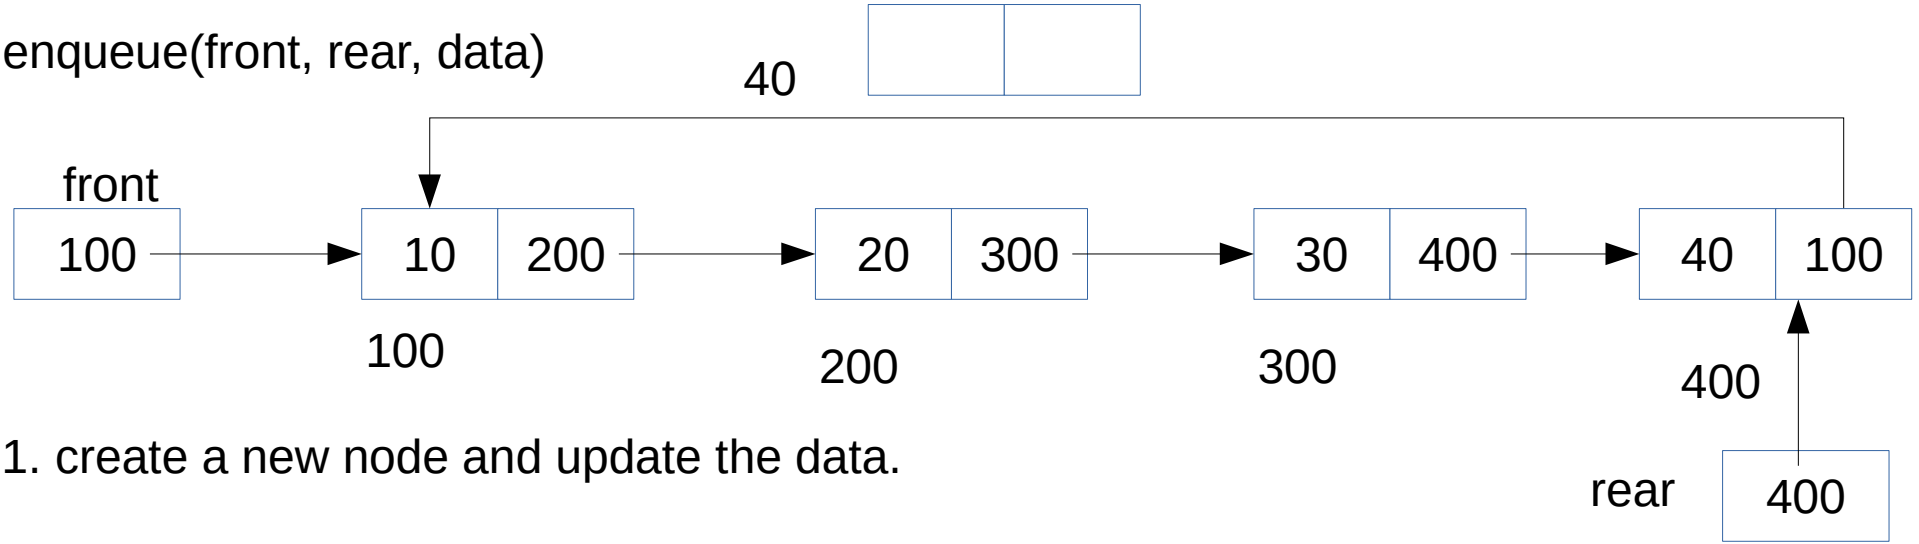 enqueue(front, rear, data)
40
front
100 10 200 20 300 30 400 40 100
100 200 300 400
1. create a new node and update the data.
rear 400